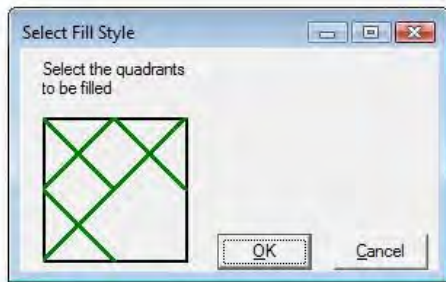 Select Fill Style
Select the quadrants
to be filled
OK
Cancel